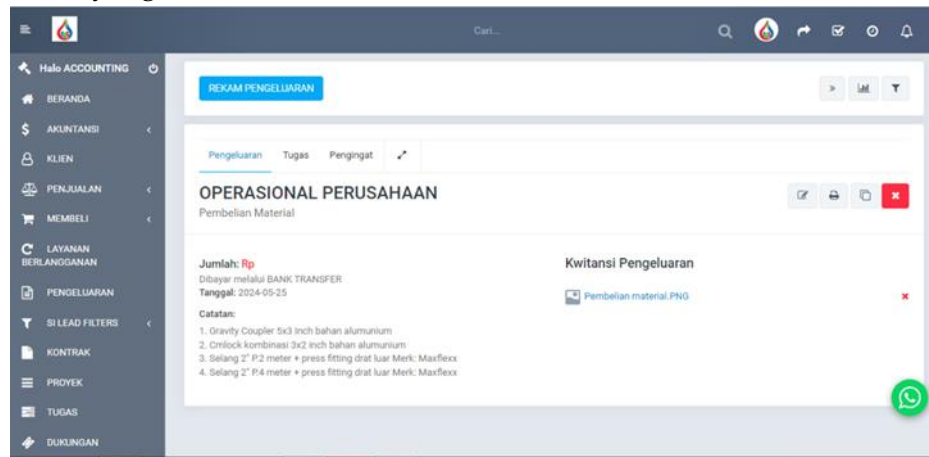 Cari...
Halo ACCOUNTING
BERANDA
AKUNTANSI
KLIEN
PENJUALAN
MEMBELI
LAYANAN
BERLANGGANAN
PENGELUARAN
SI LEAD FILTERS
KONTRAK
PROYEK
TUGAS
DUKUNGAN
REKAM PENGELUARAN
Pengeluaran Tugas Pengingat
OPERASIONAL PERUSAHAAN
Pembelian Material
Jumlah: Rp
Dibayar melalui BANK TRANSFER
Tanggal: 2024-05-25
Catatan:
1. Gravity Coupler 5x3 Inch bahan alumunium
2. Cmlock kombinasi 3x2 inch bahan alumunium
3. Selang 2" P.2 meter + press fitting drat luar Merk: Maxflexx
4. Selang 2" P.4 meter + press fitting drat luar Merk: Maxflexx
Kwitansi Pengeluaran
Pembelian material.PNG